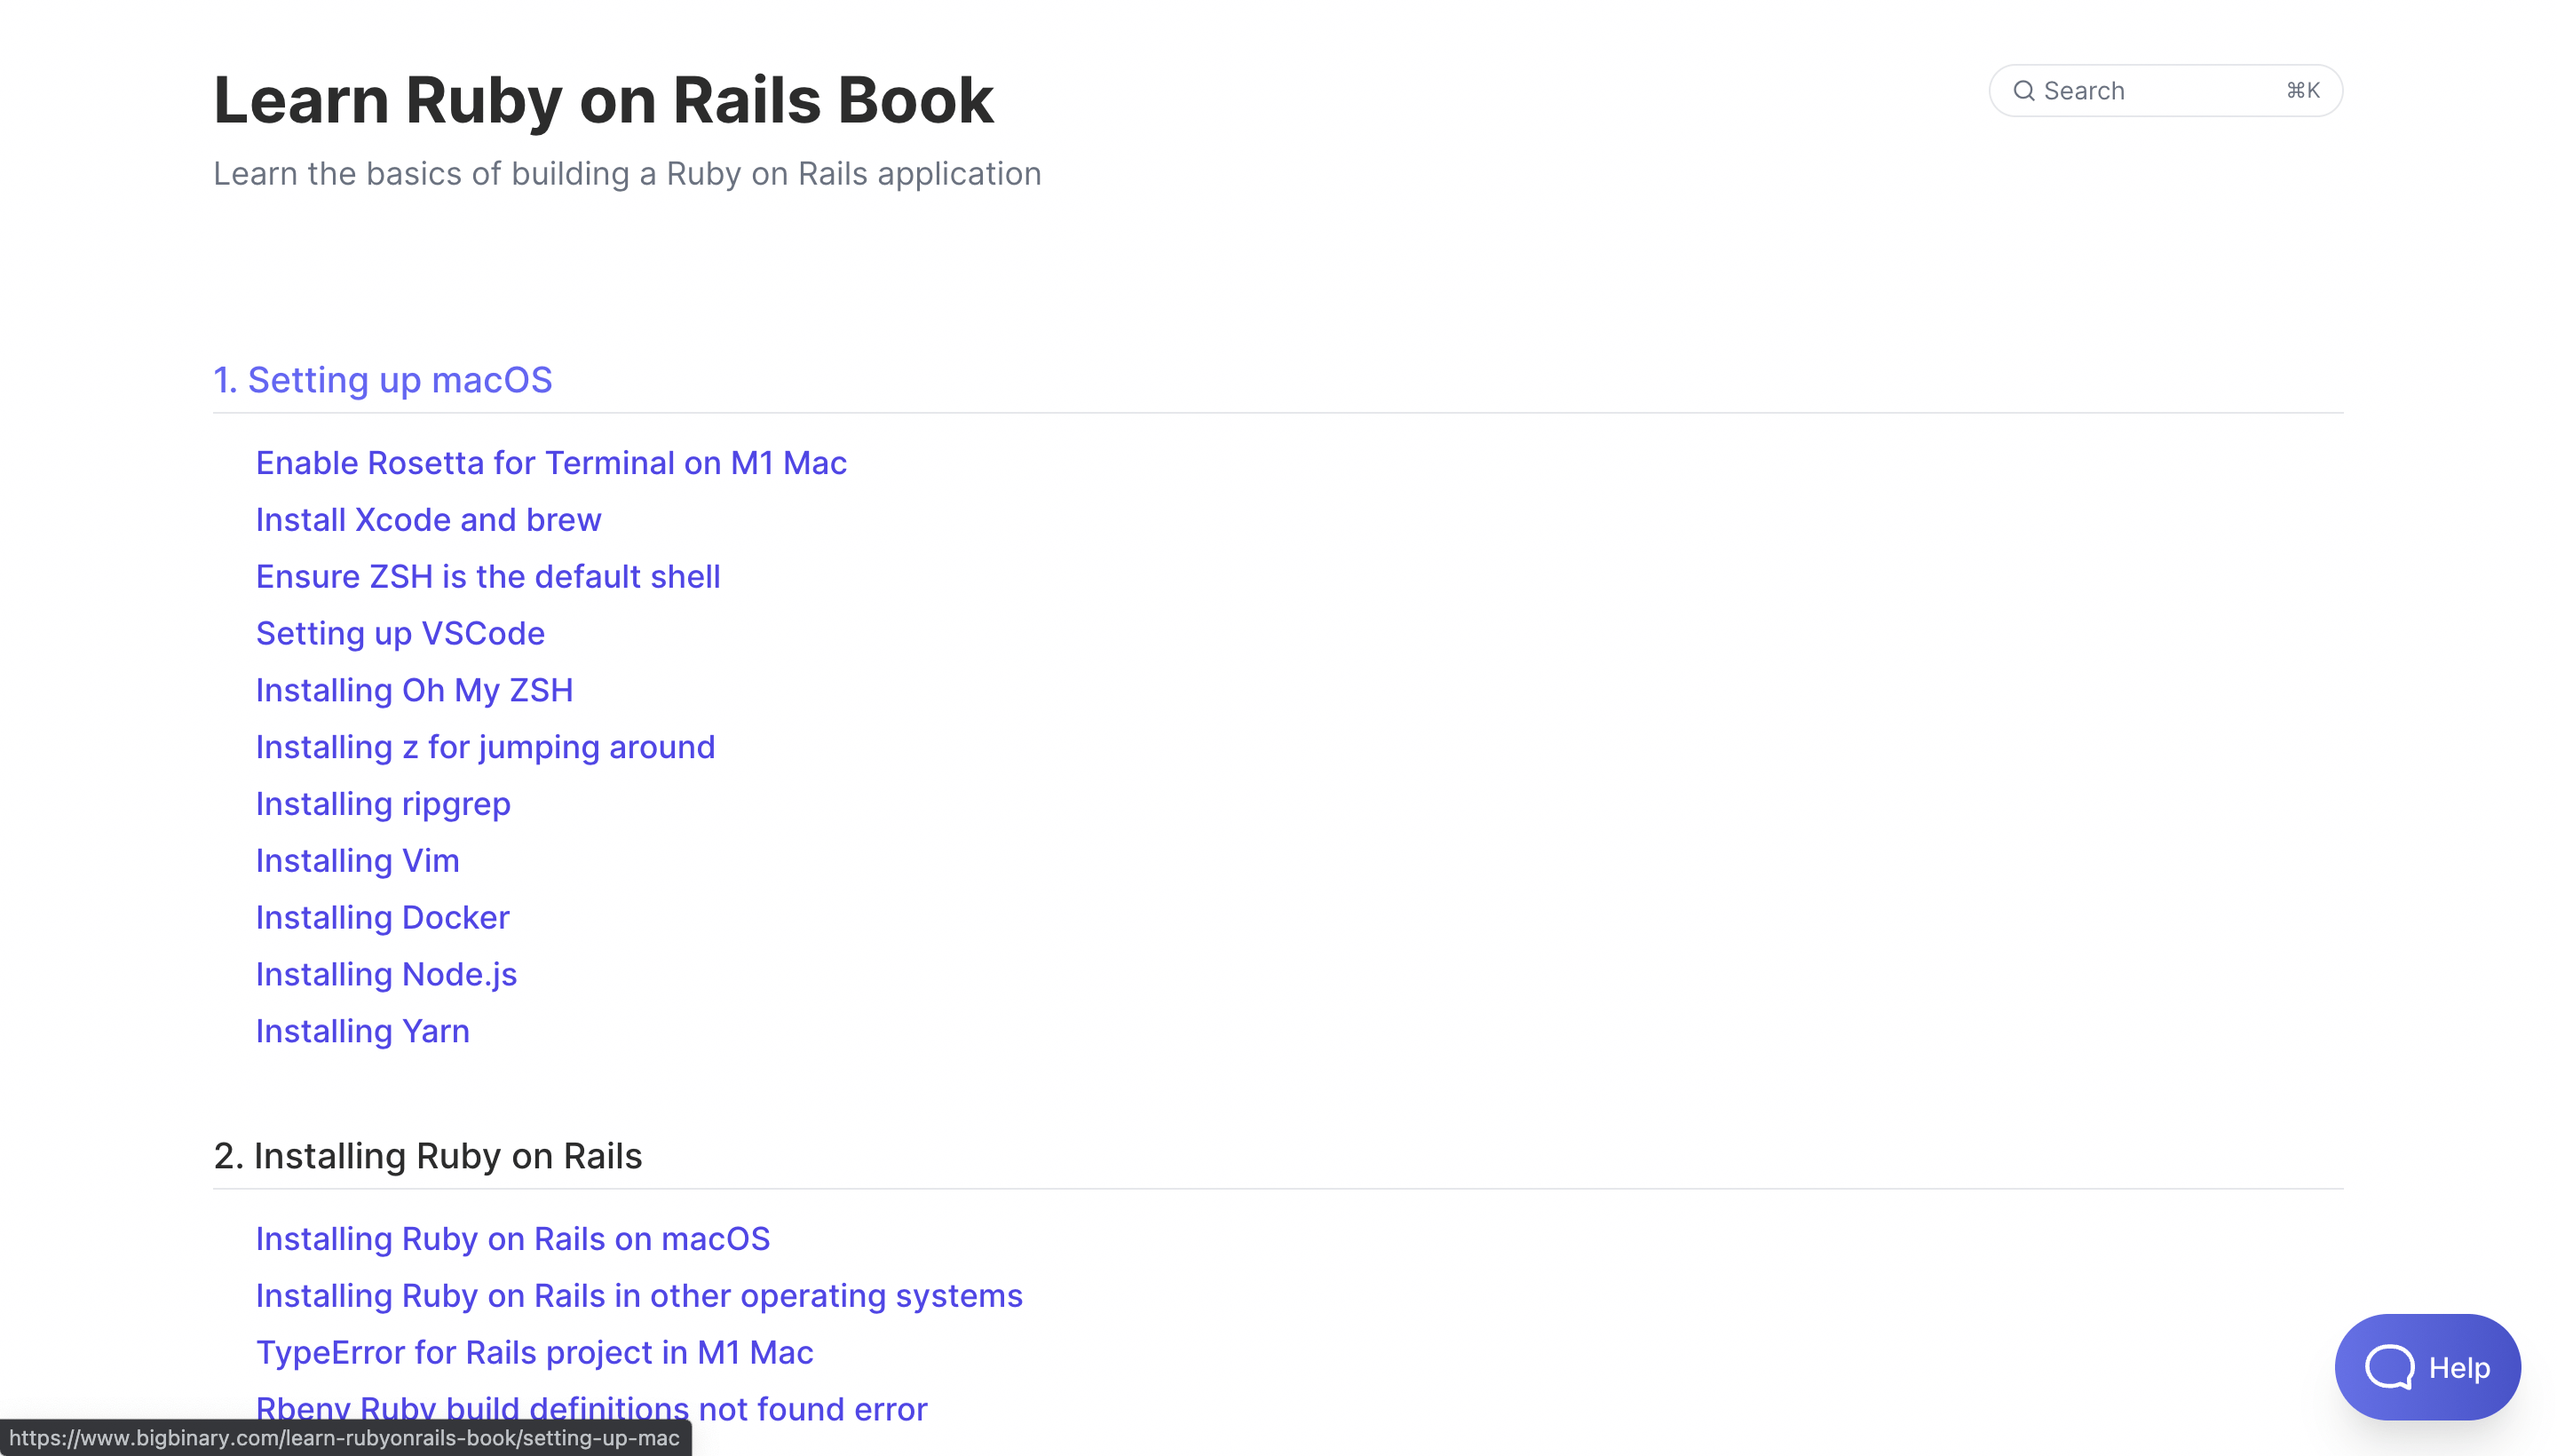 Learn Ruby on Rails Book
Search ⌘K
Learn the basics of building a Ruby on Rails application
1. Setting up macOS
Enable Rosetta for Terminal on M1 Mac
Install Xcode and brew
Ensure ZSH is the default shell
Setting up VSCode
Installing Oh My ZSH
Installing z for jumping around
Installing ripgrep
Installing Vim
Installing Docker
Installing Node.js
Installing Yarn
2. Installing Ruby on Rails
Installing Ruby on Rails on macOS
Installing Ruby on Rails in other operating systems
TypeError for Rails project in M1 Mac
Help
Rbenv Ruby build definitions not found error
https://www.bigbinary.com/learn-rubyonrails-book/setting-up-mac